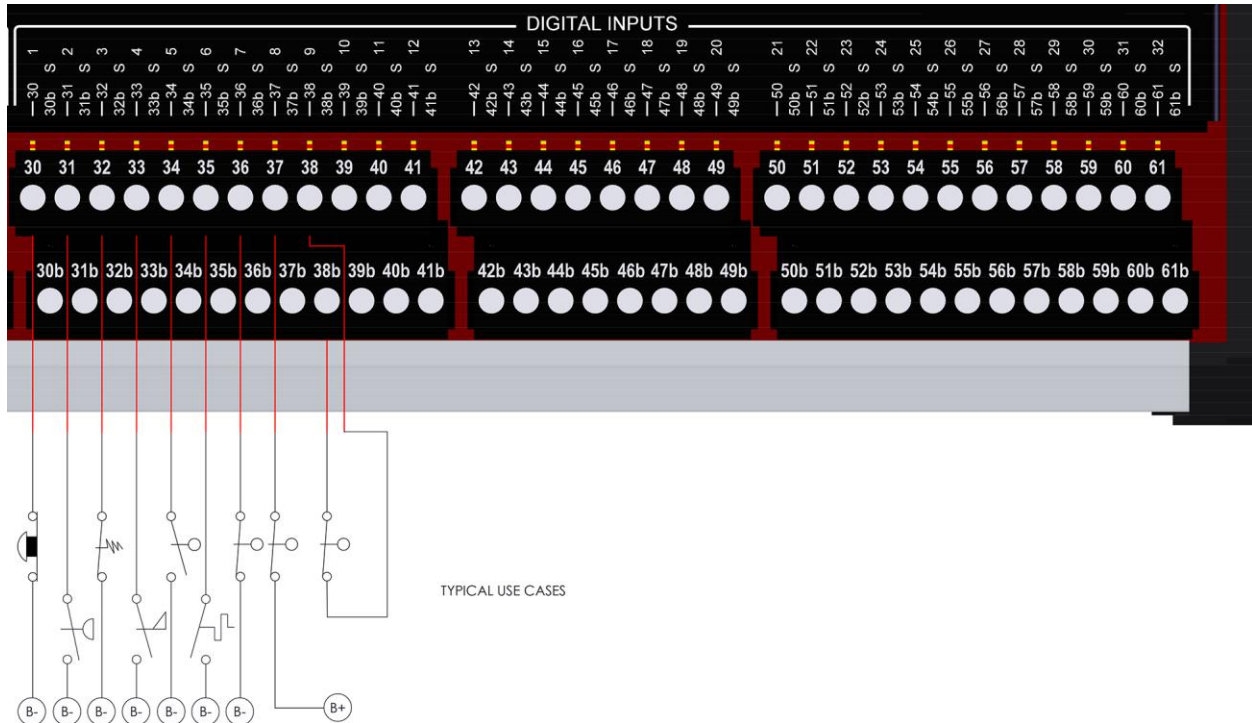 DIGITAL INPUTS
1 2 3 4 5 6 7 8 9 10 11 12 13 14 15 16 17 18 19 20 21 22 23 24 25 26 27 28 29 30 31 32
S S S S S S S S S S S S S S S S S S S S S S S S S S S S S S S S
30 30b 31 31b 32 32b 33 33b 34 34b 35 35b 36 36b 37 37b 38 38b 39 39b 40 40b 41 41b 42 42b 43 43b 44 44b 45 45b 46 46b 47 47b 48 48b 49 49b 50 50b 51 51b 52 52b 53 53b 54 54b 55 55b 56 56b 57 57b 58 58b 59 59b 60 60b 61 61b
30 31 32 33 34 35 36 37 38 39 40 41 42 43 44 45 46 47 48 49 50 51 52 53 54 55 56 57 58 59 60 61
30b 31b 32b 33b 34b 35b 36b 37b 38b 39b 40b 41b 42b 43b 44b 45b 46b 47b 48b 49b 50b 51b 52b 53b 54b 55b 56b 57b 58b 59b 60b 61b
TYPICAL USE CASES
B- B- B- B- B- B- B- B+